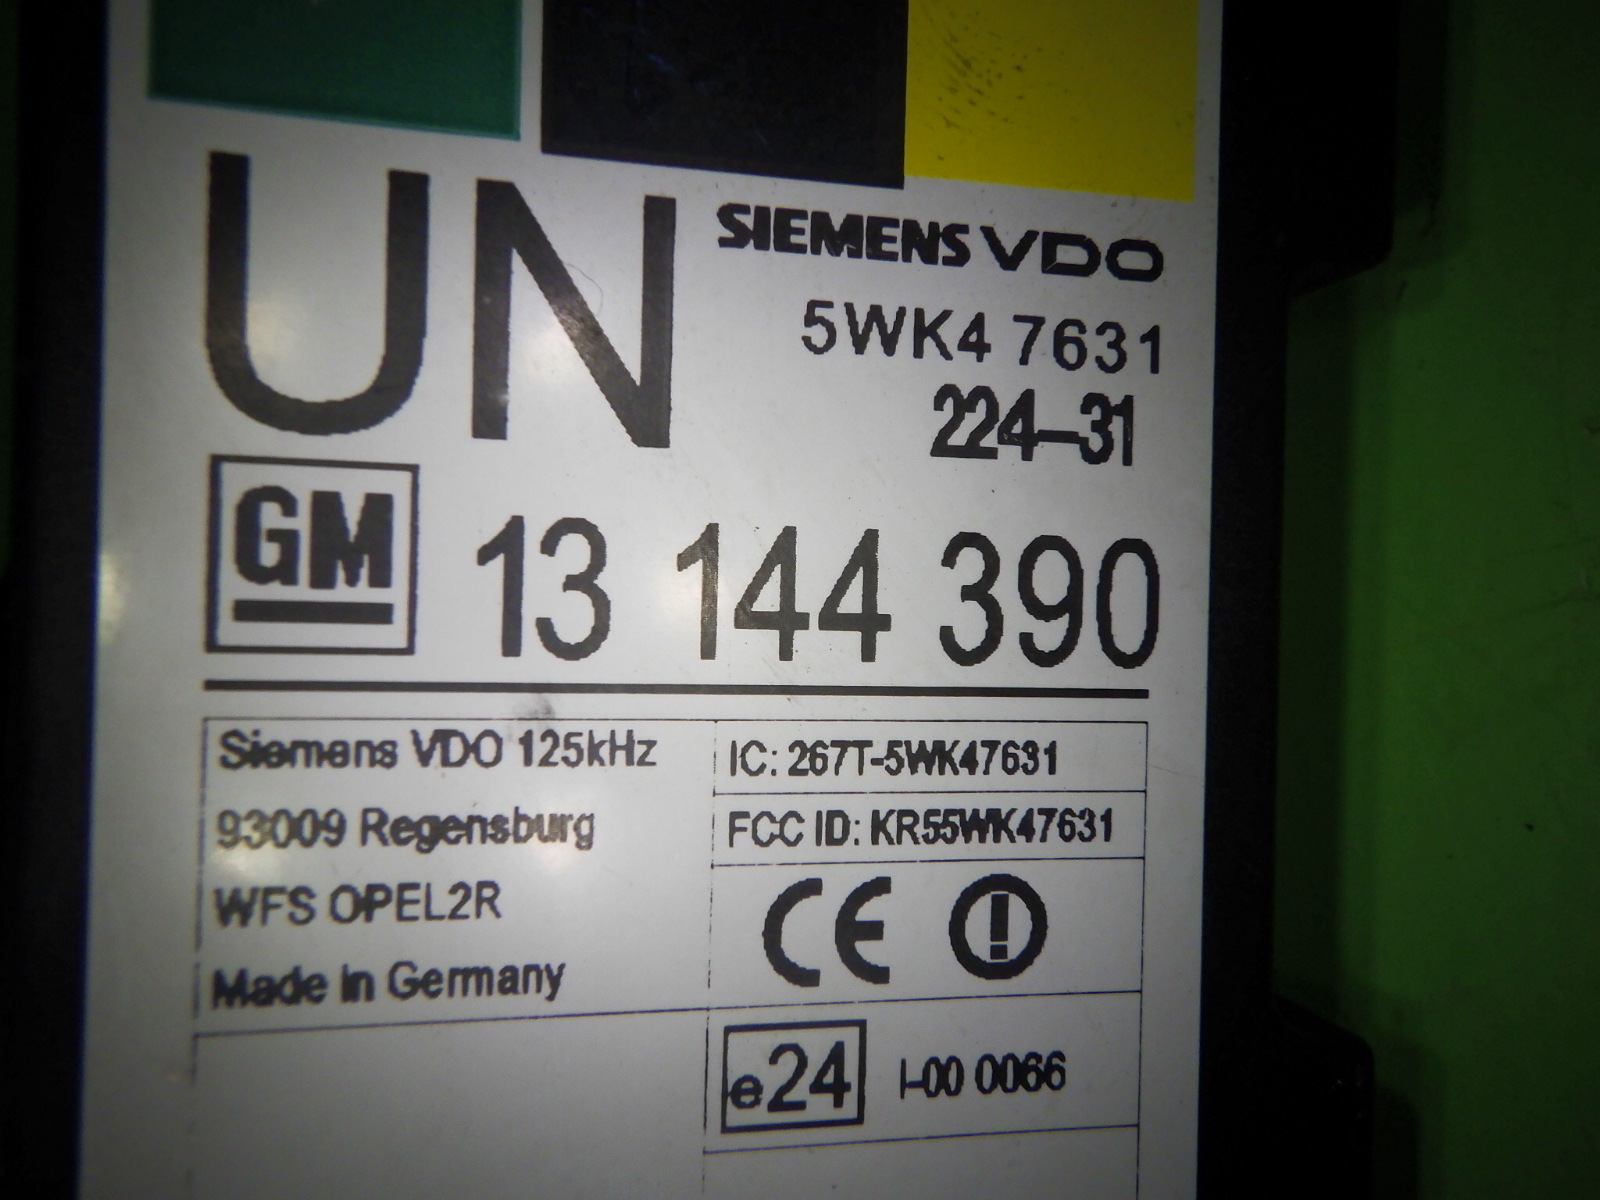 UN
SIEMENS VDO
5WK4 7631
224-31
GM 13 144 390
Siemens VDO 125kHz
93009 Regensburg
WFS OPEL2R
Made in Germany
IC: 267T-5WK47631
FCC ID: KR55WK47631
CE
e24 I-00 0066